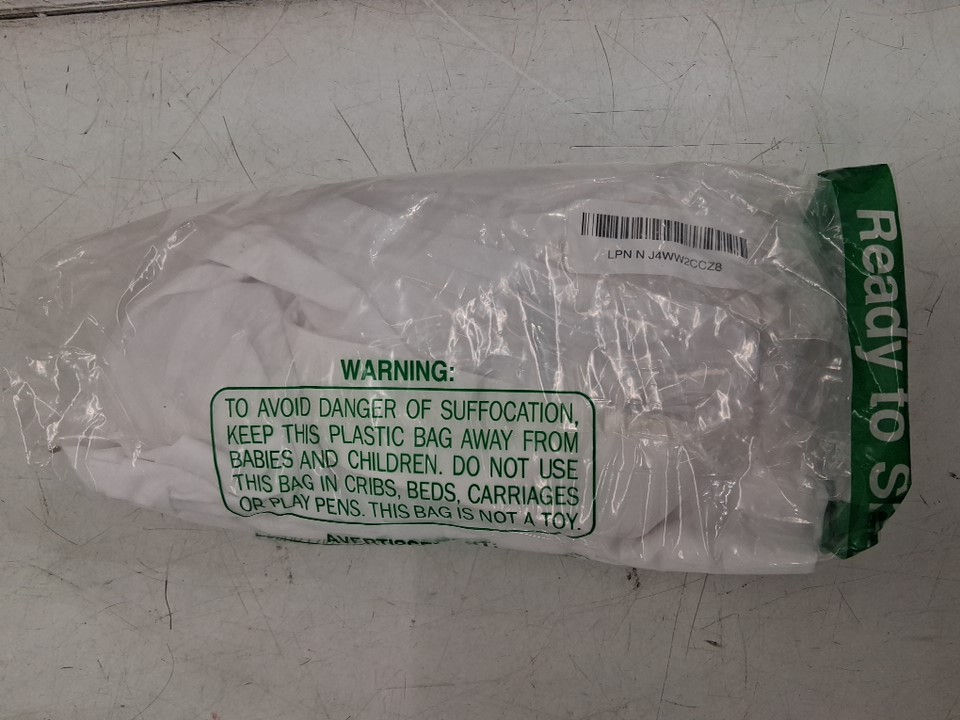 LPN N J4WW2CCZ8
Ready to
WARNING:
TO AVOID DANGER OF SUFFOCATION,
KEEP THIS PLASTIC BAG AWAY FROM
BABIES AND CHILDREN. DO NOT USE
THIS BAG IN CRIBS, BEDS, CARRIAGES
OR PLAY PENS. THIS BAG IS NOT A TOY.